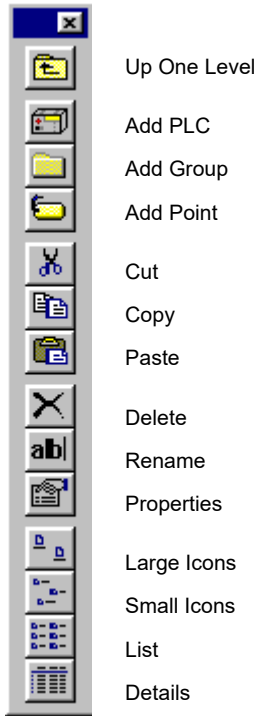 Up One Level
Add PLC
Add Group
Add Point
Cut
Copy
Paste
Delete
ab
Rename
Properties
Large Icons
Small Icons
List
Details